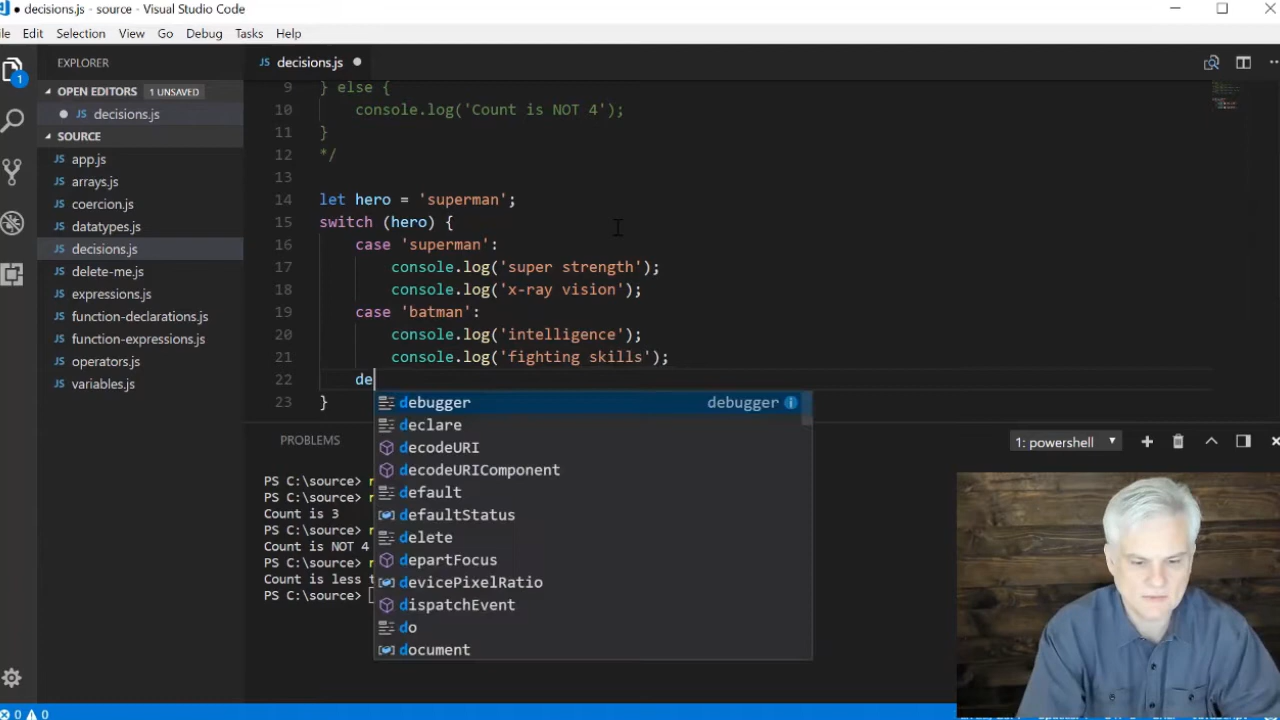 decisions.js - source - Visual Studio Code
Edit Selection View Go Debug Tasks Help
EXPLORER
OPEN EDITORS 1 UNSAVED
decisions.js
SOURCE
JS app.js
JS arrays.js
JS coercion.js
JS datatypes.js
JS decisions.js
JS delete-me.js
JS expressions.js
JS function-declarations.js
JS function-expressions.js
JS operators.js
JS variables.js
1
JS decisions.js
9 } else {
10 console.log('Count is NOT 4');
11 }
12 */
13
14 let hero = 'superman';
15 switch (hero) {
16 case 'superman':
17 console.log('super strength');
18 console.log('x-ray vision');
19 case 'batman':
20 console.log('intelligence');
21 console.log('fighting skills');
22 de
23 }
debugger debugger
declare
decodeURI
decodeURIComponent
default
defaultStatus
delete
departFocus
devicePixelRatio
dispatchEvent
do
document
PROBLEMS
1: powershell
PS C:\source>
PS C:\source>
Count is 3
PS C:\source>
Count is NOT 4
PS C:\source>
Count is less
PS C:\source>
0 0